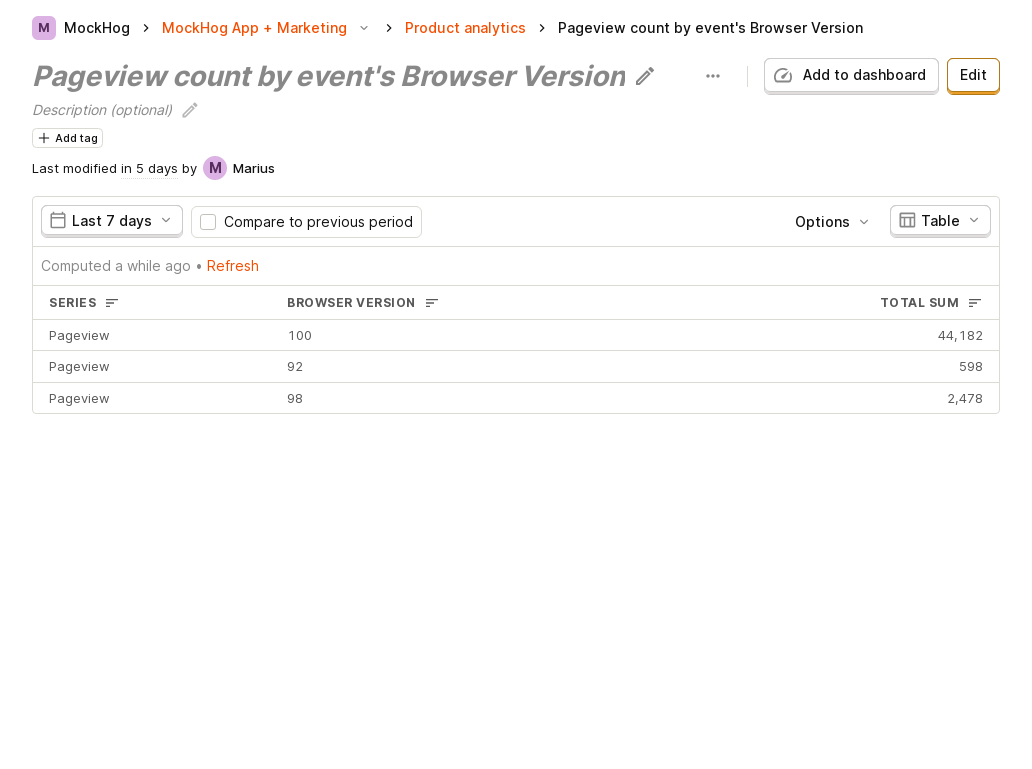 M MockHog MockHog App + Marketing Product analytics Pageview count by event's Browser Version
Pageview count by event's Browser Version Add to dashboard Edit
Description (optional)
Add tag
Last modified in 5 days by M Marius
Last 7 days Compare to previous period Options Table
Computed a while ago • Refresh
SERIES BROWSER VERSION TOTAL SUM
Pageview 100 44,182
Pageview 92 598
Pageview 98 2,478